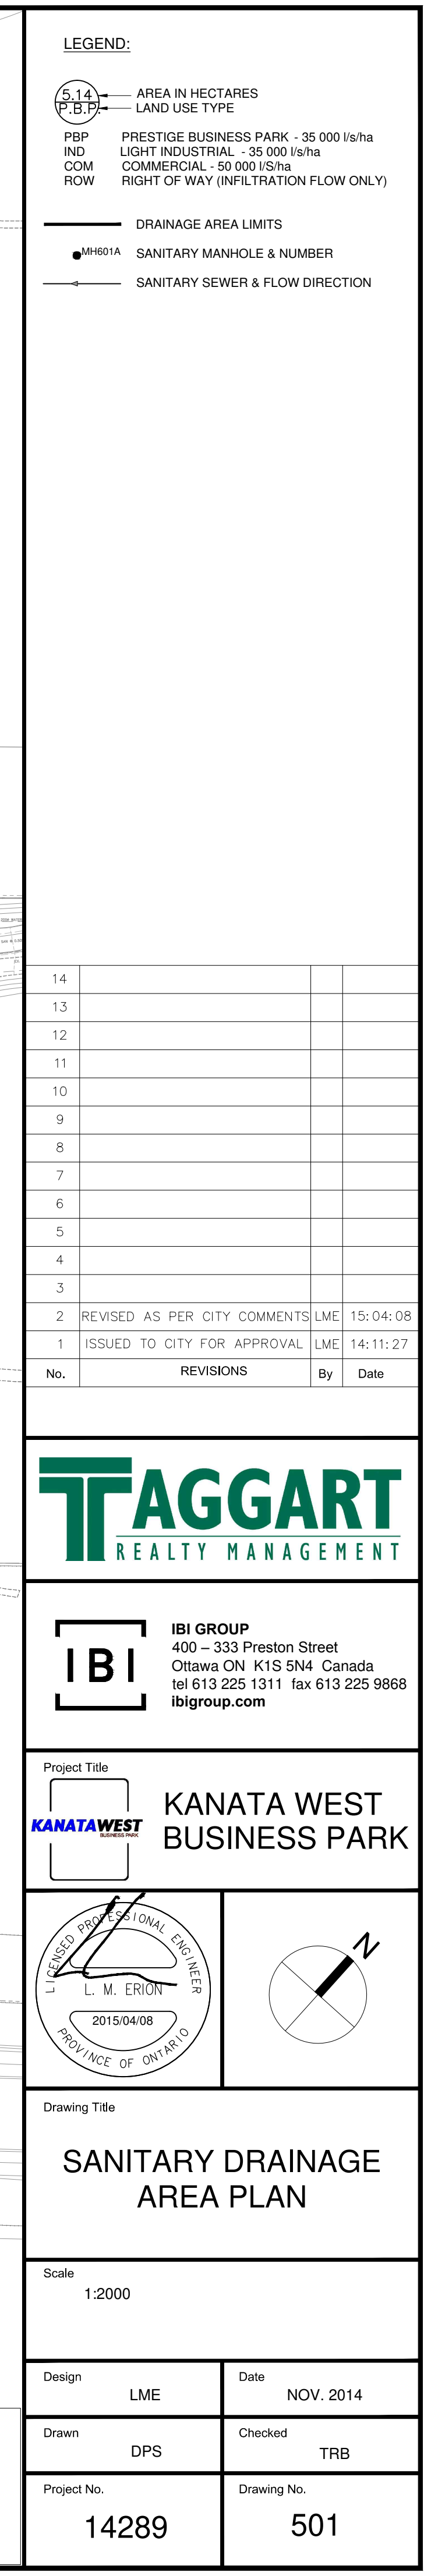 LEGEND:
5.14
P.B.P.
AREA IN HECTARES
LAND USE TYPE
PBP PRESTIGE BUSINESS PARK - 35 000 l/s/ha
IND LIGHT INDUSTRIAL - 35 000 l/s/ha
COM COMMERCIAL - 50 000 l/S/ha
ROW RIGHT OF WAY (INFILTRATION FLOW ONLY)
DRAINAGE AREA LIMITS
MH601A SANITARY MANHOLE & NUMBER
SANITARY SEWER & FLOW DIRECTION
14
13
12
11
10
9
8
7
6
5
4
3
2 REVISED AS PER CITY COMMENTS LME 15:04:08
1 ISSUED TO CITY FOR APPROVAL LME 14:11:27
No. REVISIONS By Date
TAGGART
REALTY MANAGEMENT
IBI
IBI GROUP
400 – 333 Preston Street
Ottawa ON K1S 5N4 Canada
tel 613 225 1311 fax 613 225 9868
ibigroup.com
Project Title
KANATAWEST
BUSINESS PARK
KANATA WEST
BUSINESS PARK
LICENSED PROFESSIONAL ENGINEER
L. M. ERION
2015/04/08
PROVINCE OF ONTARIO
N
Drawing Title
SANITARY DRAINAGE
AREA PLAN
Scale
1:2000
Design
LME
Date
NOV. 2014
Drawn
DPS
Checked
TRB
Project No.
14289
Drawing No.
501